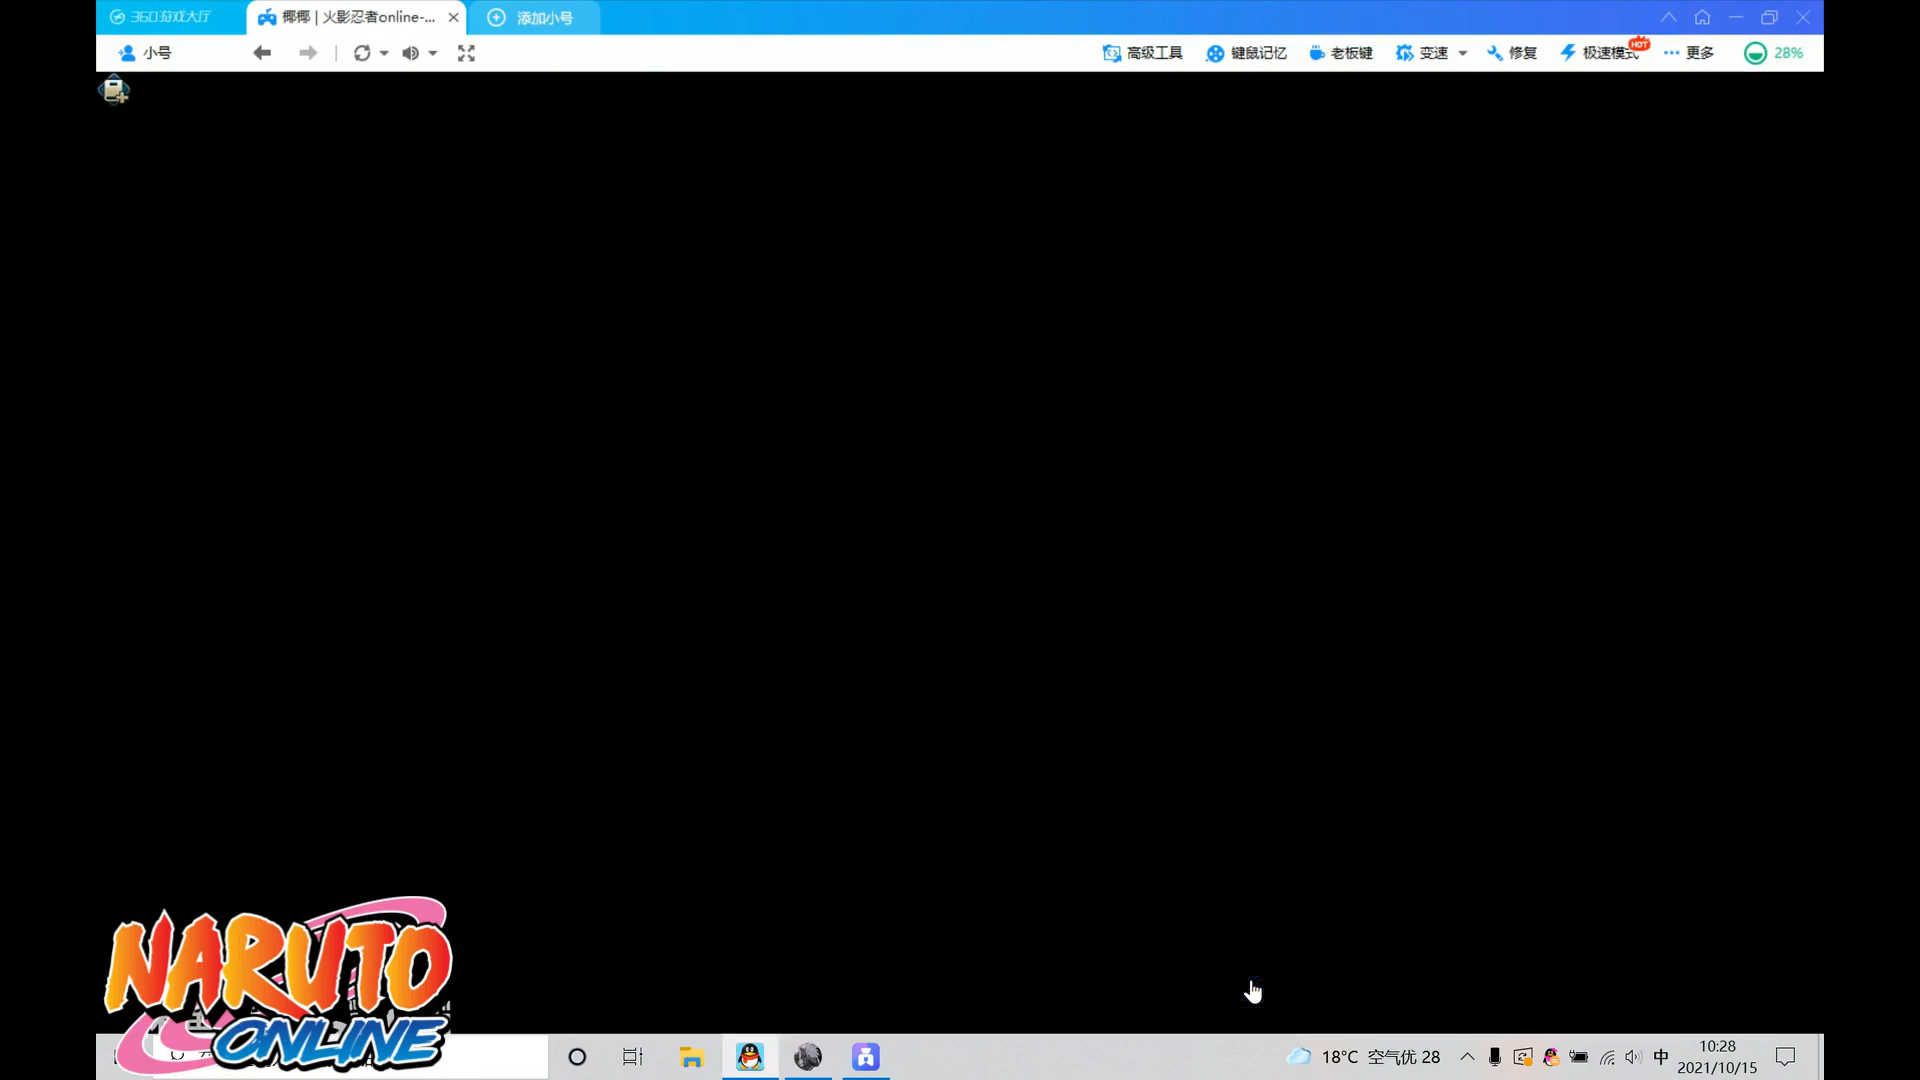 360游戏大厅
椰椰 | 火影忍者online-...
添加小号
小号
高级工具
键鼠记忆
老板键
变速
修复
极速模式
HOT
更多
28%
NARUTO
ONLINE
18°C 空气优 28
中
10:28
2021/10/15